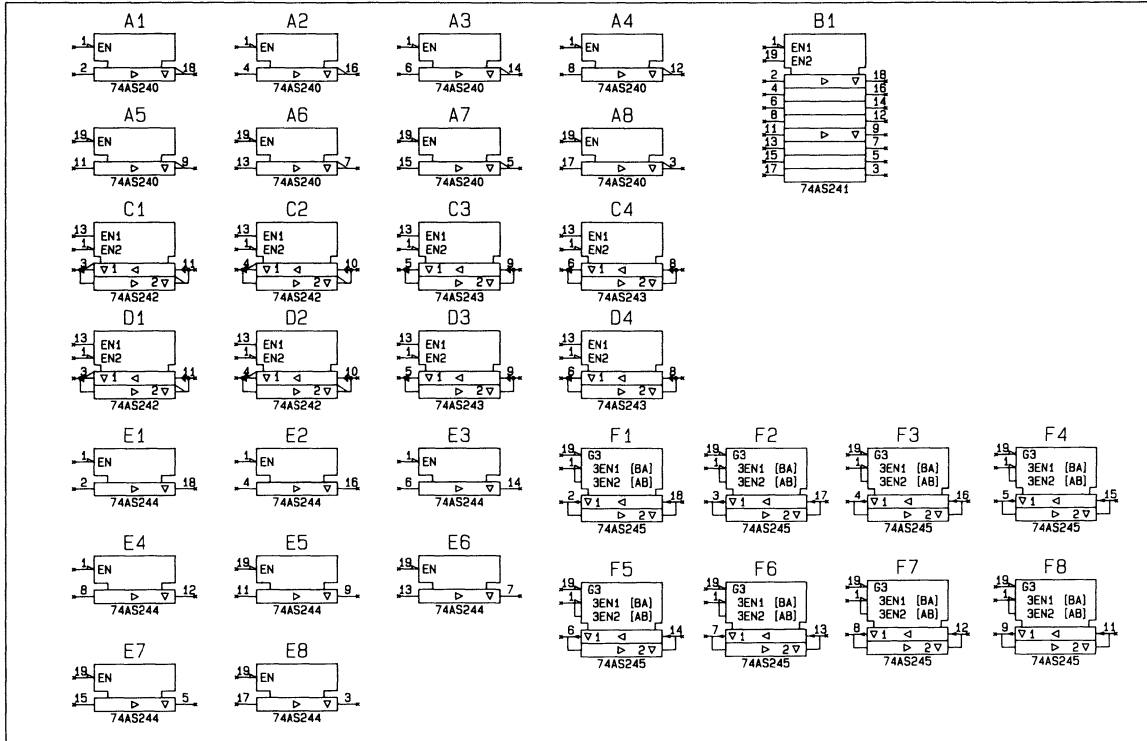 A1 A2 A3 A4 B1
1 EN 1 EN 1 EN 1 EN 1 EN1
19 EN2
2 18 4 16 6 14 8 12 2 18
74AS240 74AS240 74AS240 74AS240
4 16
6 14
8 12
11 9
13 7
15 5
17 3
74AS241
A5 A6 A7 A8
19 EN 19 EN 19 EN 19 EN
11 9 13 7 15 5 17 3
74AS240 74AS240 74AS240 74AS240
C1 C2 C3 C4
13 EN1 13 EN1 13 EN1 13 EN1
1 EN2 1 EN2 1 EN2 1 EN2
3 1 11 4 1 10 5 1 9 6 1 8
2 2 2 2
74AS242 74AS242 74AS243 74AS243
D1 D2 D3 D4
13 EN1 13 EN1 13 EN1 13 EN1
1 EN2 1 EN2 1 EN2 1 EN2
3 1 11 4 1 10 5 1 9 6 1 8
2 2 2 2
74AS242 74AS242 74AS243 74AS243
E1 E2 E3
1 EN 1 EN 1 EN
2 18 4 16 6 14
74AS244 74AS244 74AS244
F1 F2 F3 F4
19 G3 19 G3 19 G3 19 G3
1 3EN1 [BA] 1 3EN1 [BA] 1 3EN1 [BA] 1 3EN1 [BA]
3EN2 [AB] 3EN2 [AB] 3EN2 [AB] 3EN2 [AB]
2 1 18 3 1 17 4 1 16 5 1 15
2 2 2 2
74AS245 74AS245 74AS245 74AS245
E4 E5 E6
1 EN 19 EN 19 EN
8 12 11 9 13 7
74AS244 74AS244 74AS244
F5 F6 F7 F8
19 G3 19 G3 19 G3 19 G3
1 3EN1 [BA] 1 3EN1 [BA] 1 3EN1 [BA] 1 3EN1 [BA]
3EN2 [AB] 3EN2 [AB] 3EN2 [AB] 3EN2 [AB]
6 1 14 7 1 13 8 1 12 9 1 11
2 2 2 2
74AS245 74AS245 74AS245 74AS245
E7 E8
19 EN 19 EN
15 5 17 3
74AS244 74AS244